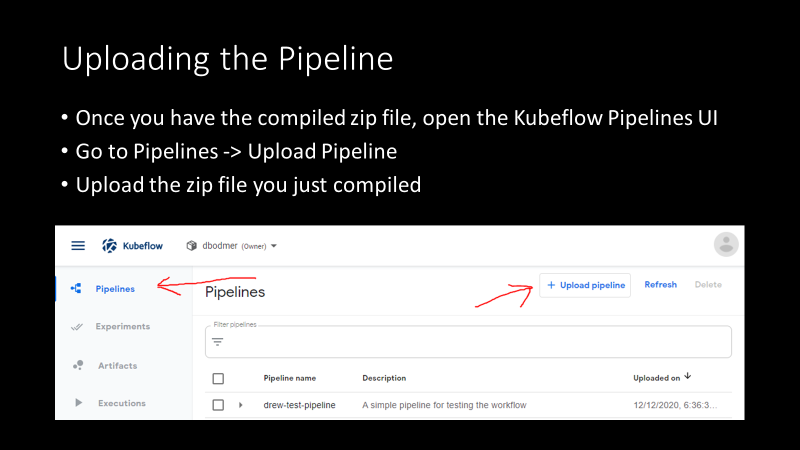 Uploading the Pipeline
• Once you have the compiled zip file, open the Kubeflow Pipelines UI
• Go to Pipelines -> Upload Pipeline
• Upload the zip file you just compiled
Kubeflow
dbodmer (Owner)
Pipelines
Experiments
Artifacts
Executions
Pipelines
+ Upload pipeline
Refresh
Delete
Filter pipelines
Pipeline name Description Uploaded on
drew-test-pipeline A simple pipeline for testing the workflow 12/12/2020, 6:36:3...